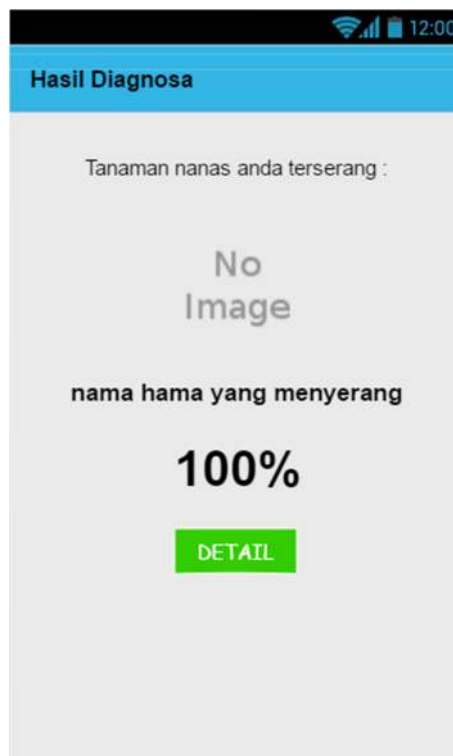 12:00
Hasil Diagnosa
Tanaman nanas anda terserang :
No
Image
nama hama yang menyerang
100%
DETAIL